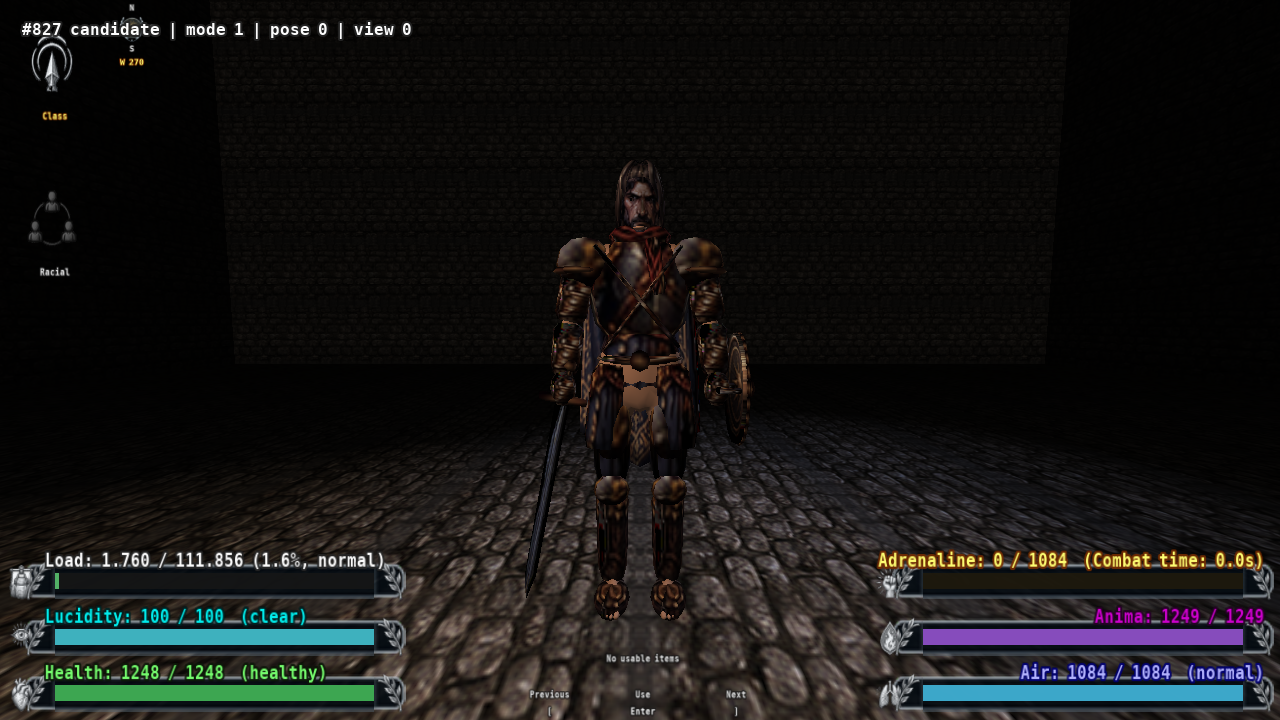 N
#827 candidate | mode 1 | pose 0 | view 0
S
W 270
Class
Racial
Load: 1.760 / 111.856 (1.6%, normal)
Adrenaline: 0 / 1084 (Combat time: 0.0s)
Lucidity: 100 / 100 (clear)
Anima: 1249 / 1249
No usable items
Health: 1248 / 1248 (healthy)
Air: 1084 / 1084 (normal)
Previous Use Next
[ Enter ]